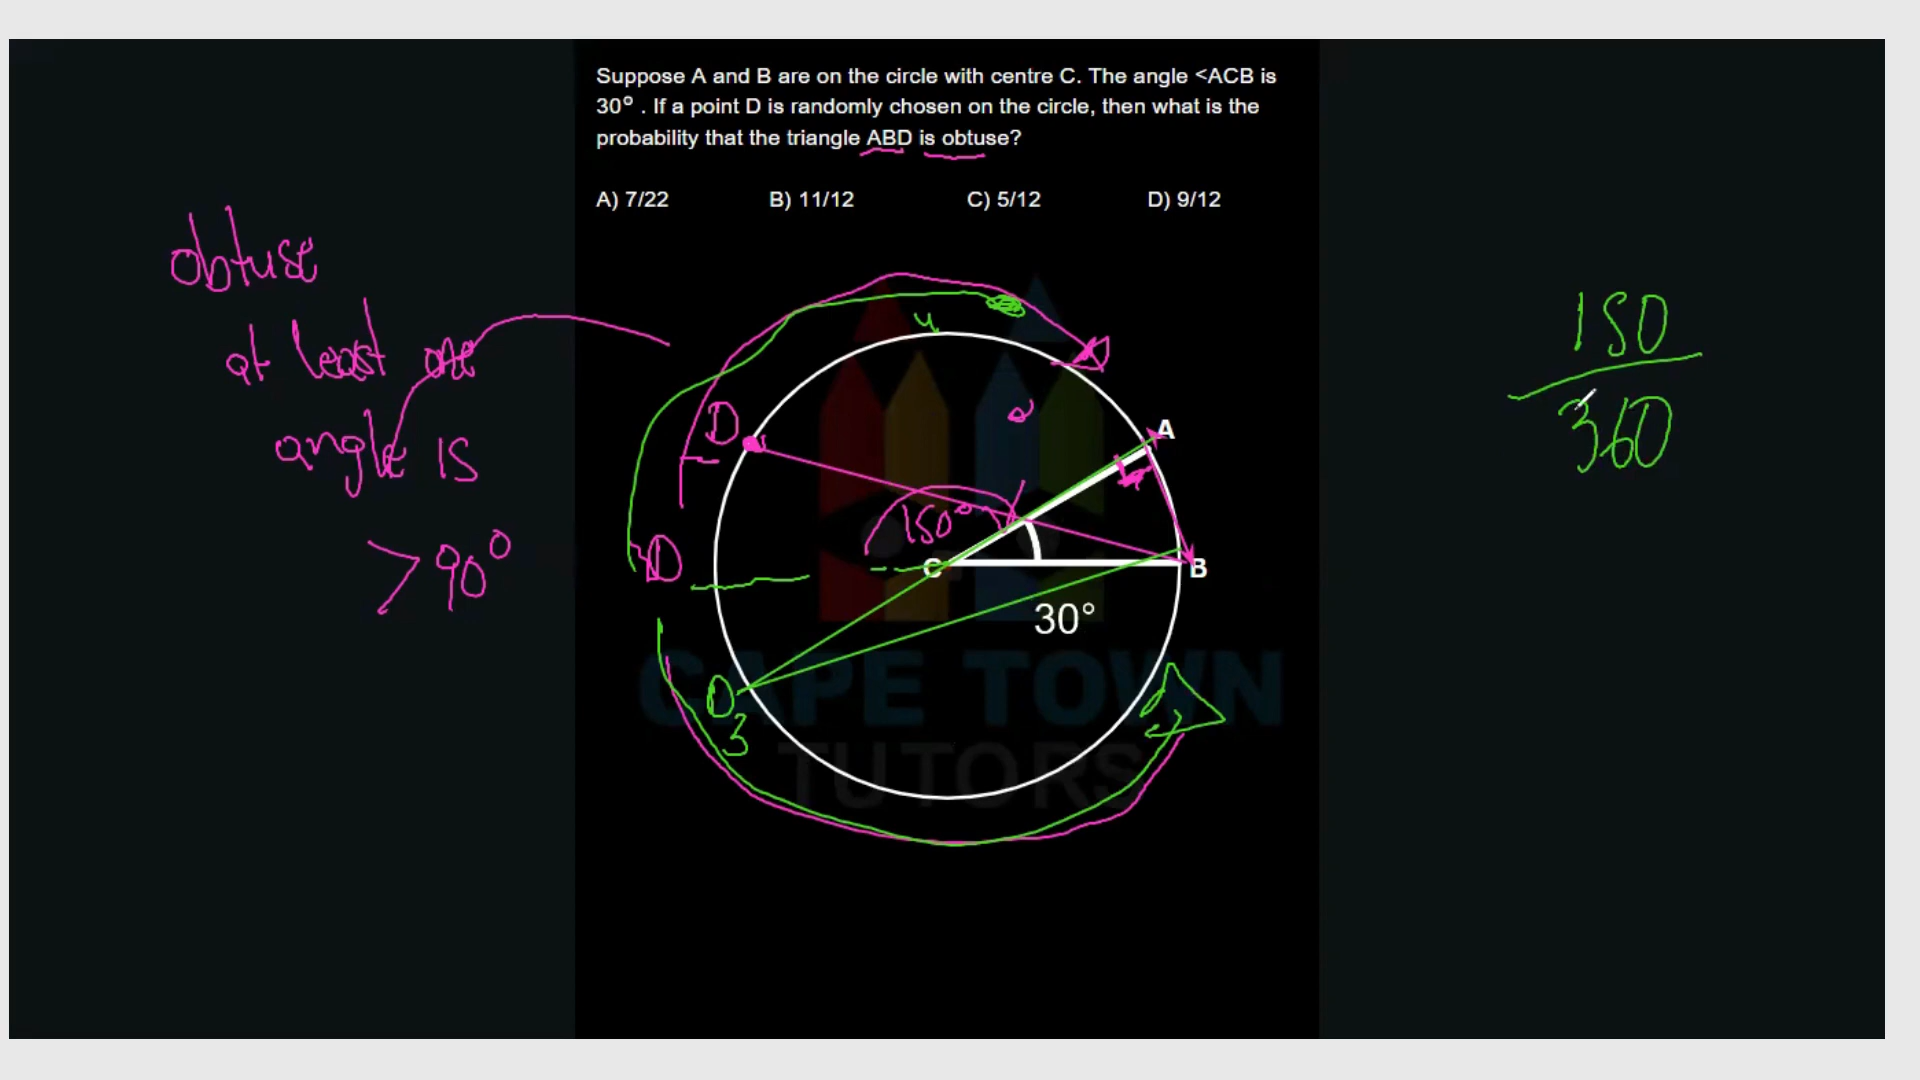 Suppose A and B are on the circle with centre C. The angle <ACB is
30° . If a point D is randomly chosen on the circle, then what is the
probability that the triangle ABD is obtuse?
A) 7/22 B) 11/12 C) 5/12 D) 9/12
obtuse
at least one
angle is
> 90°
150
360
D
A
150°
C
B
D
30°
D
3
CAPE TOWN
TUTORS